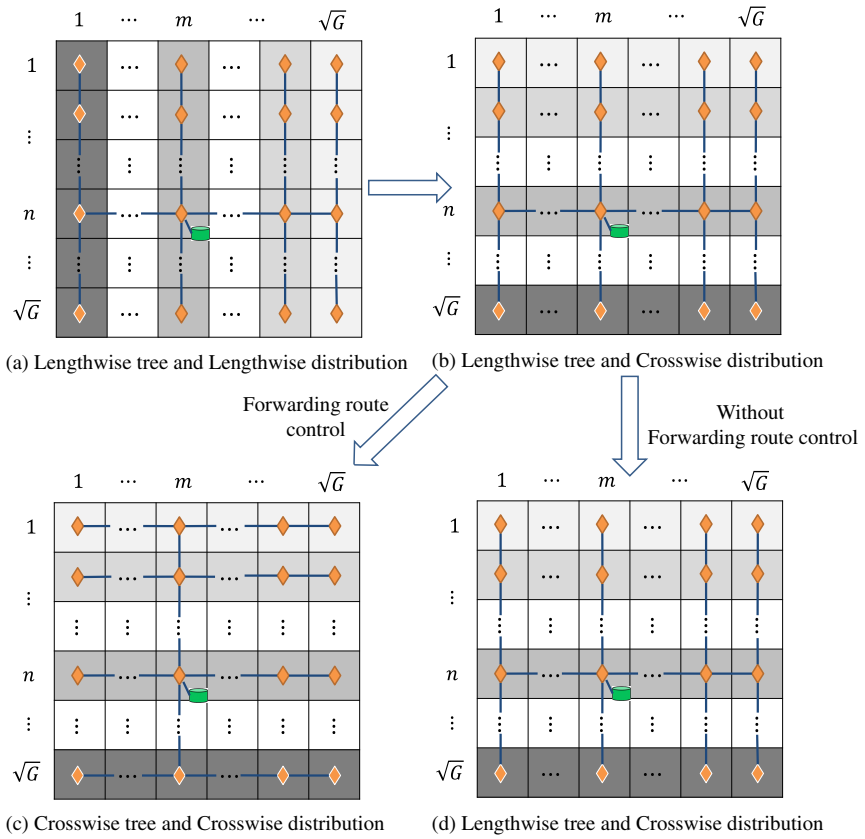 1 ⋯ m ⋯ √G
1 ⋯ m ⋯ √G
1 ⋯ ⋯
1 ⋯ ⋯
⋯ ⋯
⋮ ⋯ ⋯
⋮
⋮ ⋮ ⋮ ⋮ ⋮ ⋮
⋮ ⋮ ⋮ ⋮ ⋮ ⋮
n ⋯ ⋯
n ⋯ ⋯
⋮ ⋮ ⋮ ⋮ ⋮ ⋮ ⋮
⋮ ⋮ ⋮ ⋮ ⋮ ⋮ ⋮
√G ⋯ ⋯
√G ⋯ ⋯
(a) Lengthwise tree and Lengthwise distribution
(b) Lengthwise tree and Crosswise distribution
Forwarding route
control
Without
Forwarding route control
1 ⋯ m ⋯ √G
1 ⋯ m ⋯ √G
1 ⋯ ⋯
1 ⋯ ⋯
⋯ ⋯
⋯ ⋯
⋮
⋮
⋮ ⋮ ⋮ ⋮ ⋮ ⋮
⋮ ⋮ ⋮ ⋮ ⋮ ⋮
n ⋯ ⋯
n ⋯ ⋯
⋮ ⋮ ⋮ ⋮ ⋮ ⋮ ⋮
⋮ ⋮ ⋮ ⋮ ⋮ ⋮ ⋮
√G ⋯ ⋯
√G ⋯ ⋯
(c) Crosswise tree and Crosswise distribution
(d) Lengthwise tree and Crosswise distribution